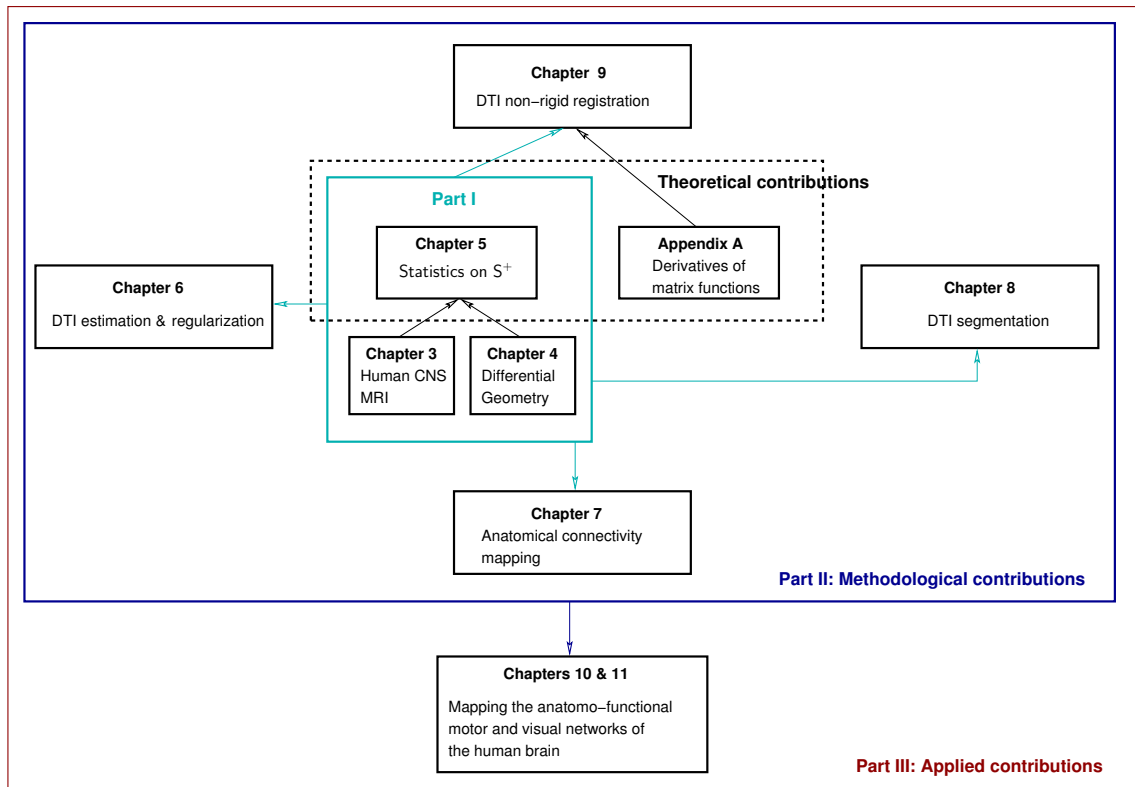 Chapter 9
DTI non−rigid registration
Theoretical contributions
Part I
Chapter 5
Statistics on S⁺
Appendix A
Derivatives of
matrix functions
Chapter 6
DTI estimation & regularization
Chapter 8
DTI segmentation
Chapter 3
Human CNS
MRI
Chapter 4
Differential
Geometry
Chapter 7
Anatomical connectivity
mapping
Part II: Methodological contributions
Chapters 10 & 11
Mapping the anatomo−functional
motor and visual networks of
the human brain
Part III: Applied contributions